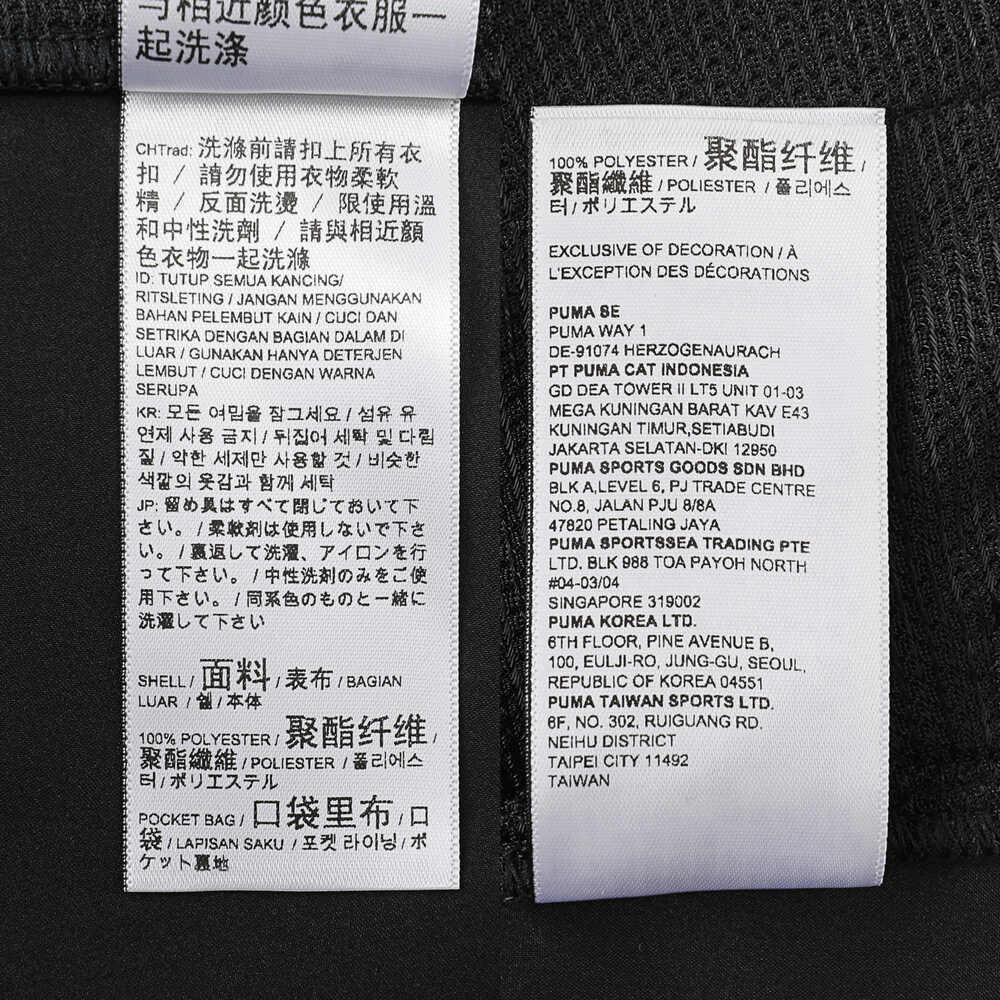 与相近颜色衣服一
起洗涤
CHTrad: 洗滌前請扣上所有衣
扣 / 請勿使用衣物柔軟
精 / 反面洗燙 / 限使用溫
和中性洗劑 / 請與相近顏
色衣物一起洗滌
ID: TUTUP SEMUA KANCING/
RITSLETING / JANGAN MENGGUNAKAN
BAHAN PELEMBUT KAIN / CUCI DAN
SETRIKA DENGAN BAGIAN DALAM DI
LUAR / GUNAKAN HANYA DETERJEN
LEMBUT / CUCI DENGAN WARNA
SERUPA
KR: 모든 여밈을 잠그세요 / 섬유 유
연제 사용 금지 / 뒤집어 세탁 및 다림
질 / 약한 세제만 사용할 것 / 비슷한
색깔의 옷감과 함께 세탁
JP: 留め具はすべて閉じておいて下
さい。 / 柔軟剤は使用しないで下さ
い。 / 裏返して洗濯、アイロンを行
って下さい。 / 中性洗剤のみをご使
用下さい。 / 同系色のものと一緒に
洗濯して下さい
SHELL / 面料 / 表布 / BAGIAN
LUAR / 쉘 / 本体
100% POLYESTER / 聚酯纤维 /
聚酯纖維 / POLIESTER / 폴리에스
터 / ポリエステル
POCKET BAG / 口袋里布 / 口
袋 / LAPISAN SAKU / 포켓 라이닝 / ポ
ケット裏地
100% POLYESTER / 聚酯纤维 /
聚酯纖維 / POLIESTER / 폴리에스
터 / ポリエステル
EXCLUSIVE OF DECORATION / À
L'EXCEPTION DES DÉCORATIONS
PUMA SE
PUMA WAY 1
DE-91074 HERZOGENAURACH
PT PUMA CAT INDONESIA
GD DEA TOWER II LT5 UNIT 01-03
MEGA KUNINGAN BARAT KAV E43
KUNINGAN TIMUR,SETIABUDI
JAKARTA SELATAN-DKI 12950
PUMA SPORTS GOODS SDN BHD
BLK A,LEVEL 6, PJ TRADE CENTRE
NO.8, JALAN PJU 8/8A
47820 PETALING JAYA
PUMA SPORTSSEA TRADING PTE
LTD. BLK 988 TOA PAYOH NORTH
#04-03/04
SINGAPORE 319002
PUMA KOREA LTD.
6TH FLOOR, PINE AVENUE B,
100, EULJI-RO, JUNG-GU, SEOUL,
REPUBLIC OF KOREA 04551
PUMA TAIWAN SPORTS LTD.
6F, NO. 302, RUIGUANG RD.
NEIHU DISTRICT
TAIPEI CITY 11492
TAIWAN